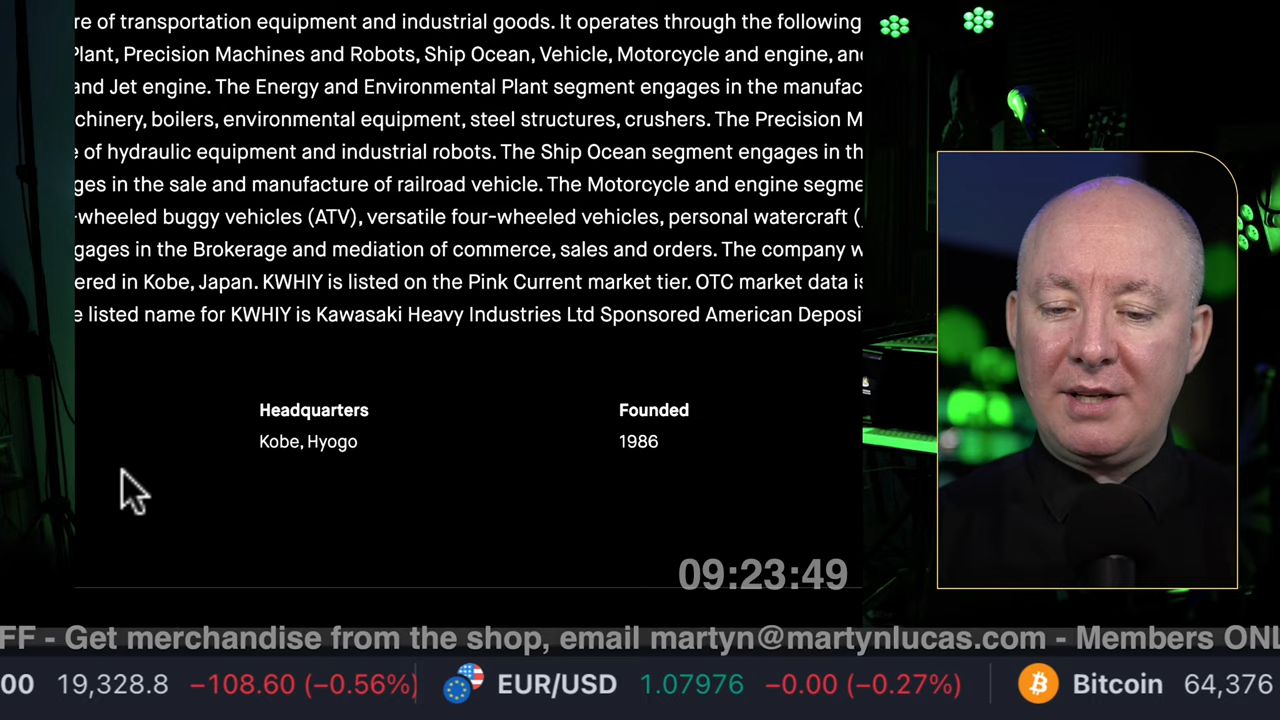 re of transportation equipment and industrial goods. It operates through the following
Plant, Precision Machines and Robots, Ship Ocean, Vehicle, Motorcycle and engine, and
and Jet engine. The Energy and Environmental Plant segment engages in the manufac
chinery, boilers, environmental equipment, steel structures, crushers. The Precision M
e of hydraulic equipment and industrial robots. The Ship Ocean segment engages in th
ges in the sale and manufacture of railroad vehicle. The Motorcycle and engine segme
-wheeled buggy vehicles (ATV), versatile four-wheeled vehicles, personal watercraft (
gages in the Brokerage and mediation of commerce, sales and orders. The company w
ered in Kobe, Japan. KWHIY is listed on the Pink Current market tier. OTC market data is
e listed name for KWHIY is Kawasaki Heavy Industries Ltd Sponsored American Deposi
Headquarters Founded
Kobe, Hyogo 1986
09:23:49
FF - Get merchandise from the shop, email martyn@martynlucas.com - Members ONL
00 19,328.8 −108.60 (−0.56%) EUR/USD 1.07976 −0.00 (−0.27%) Bitcoin 64,376